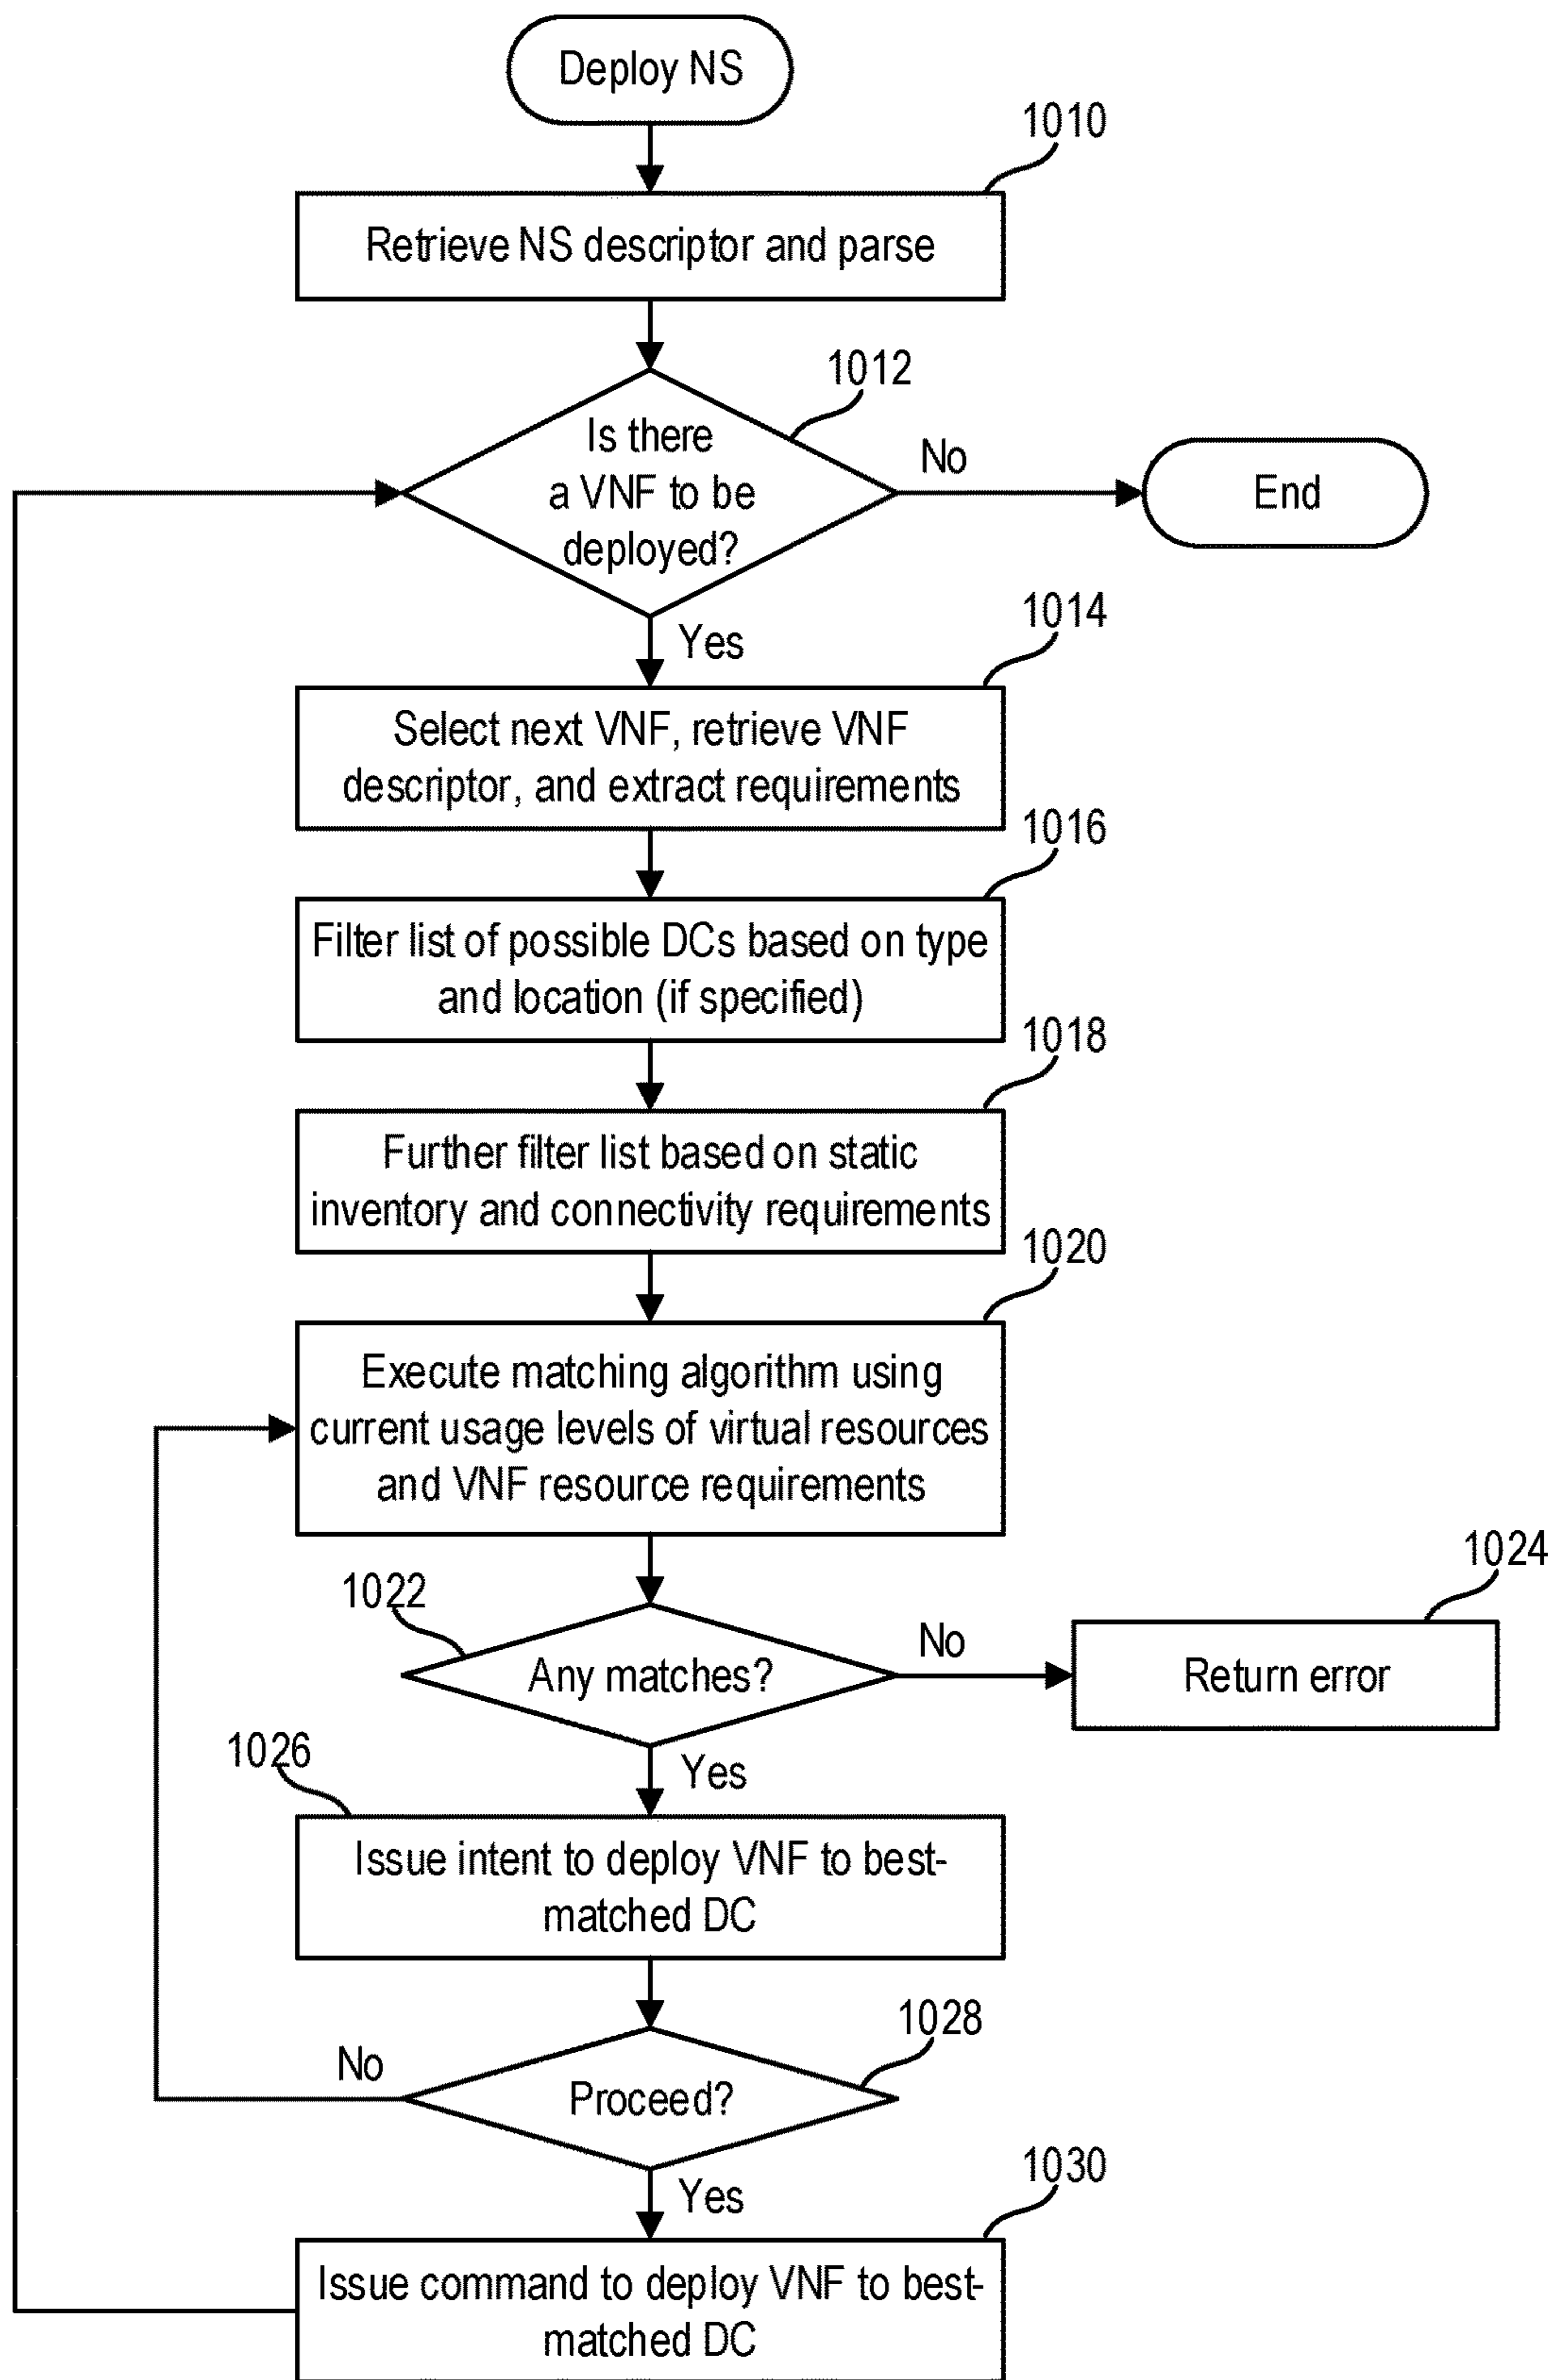 Deploy NS
1010
Retrieve NS descriptor and parse
1012
Is there
a VNF to be
deployed?
No
End
Yes
1014
Select next VNF, retrieve VNF
descriptor, and extract requirements
1016
Filter list of possible DCs based on type
and location (if specified)
1018
Further filter list based on static
inventory and connectivity requirements
1020
Execute matching algorithm using
current usage levels of virtual resources
and VNF resource requirements
1022
Any matches?
No
1024
Return error
Yes
1026
Issue intent to deploy VNF to best-
matched DC
1028
Proceed?
No
Yes
1030
Issue command to deploy VNF to best-
matched DC